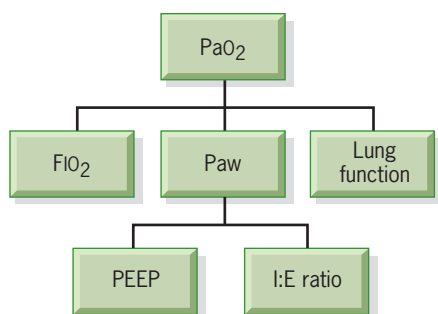 PaO₂
FIO₂
Paw
Lung
function
PEEP
I:E ratio